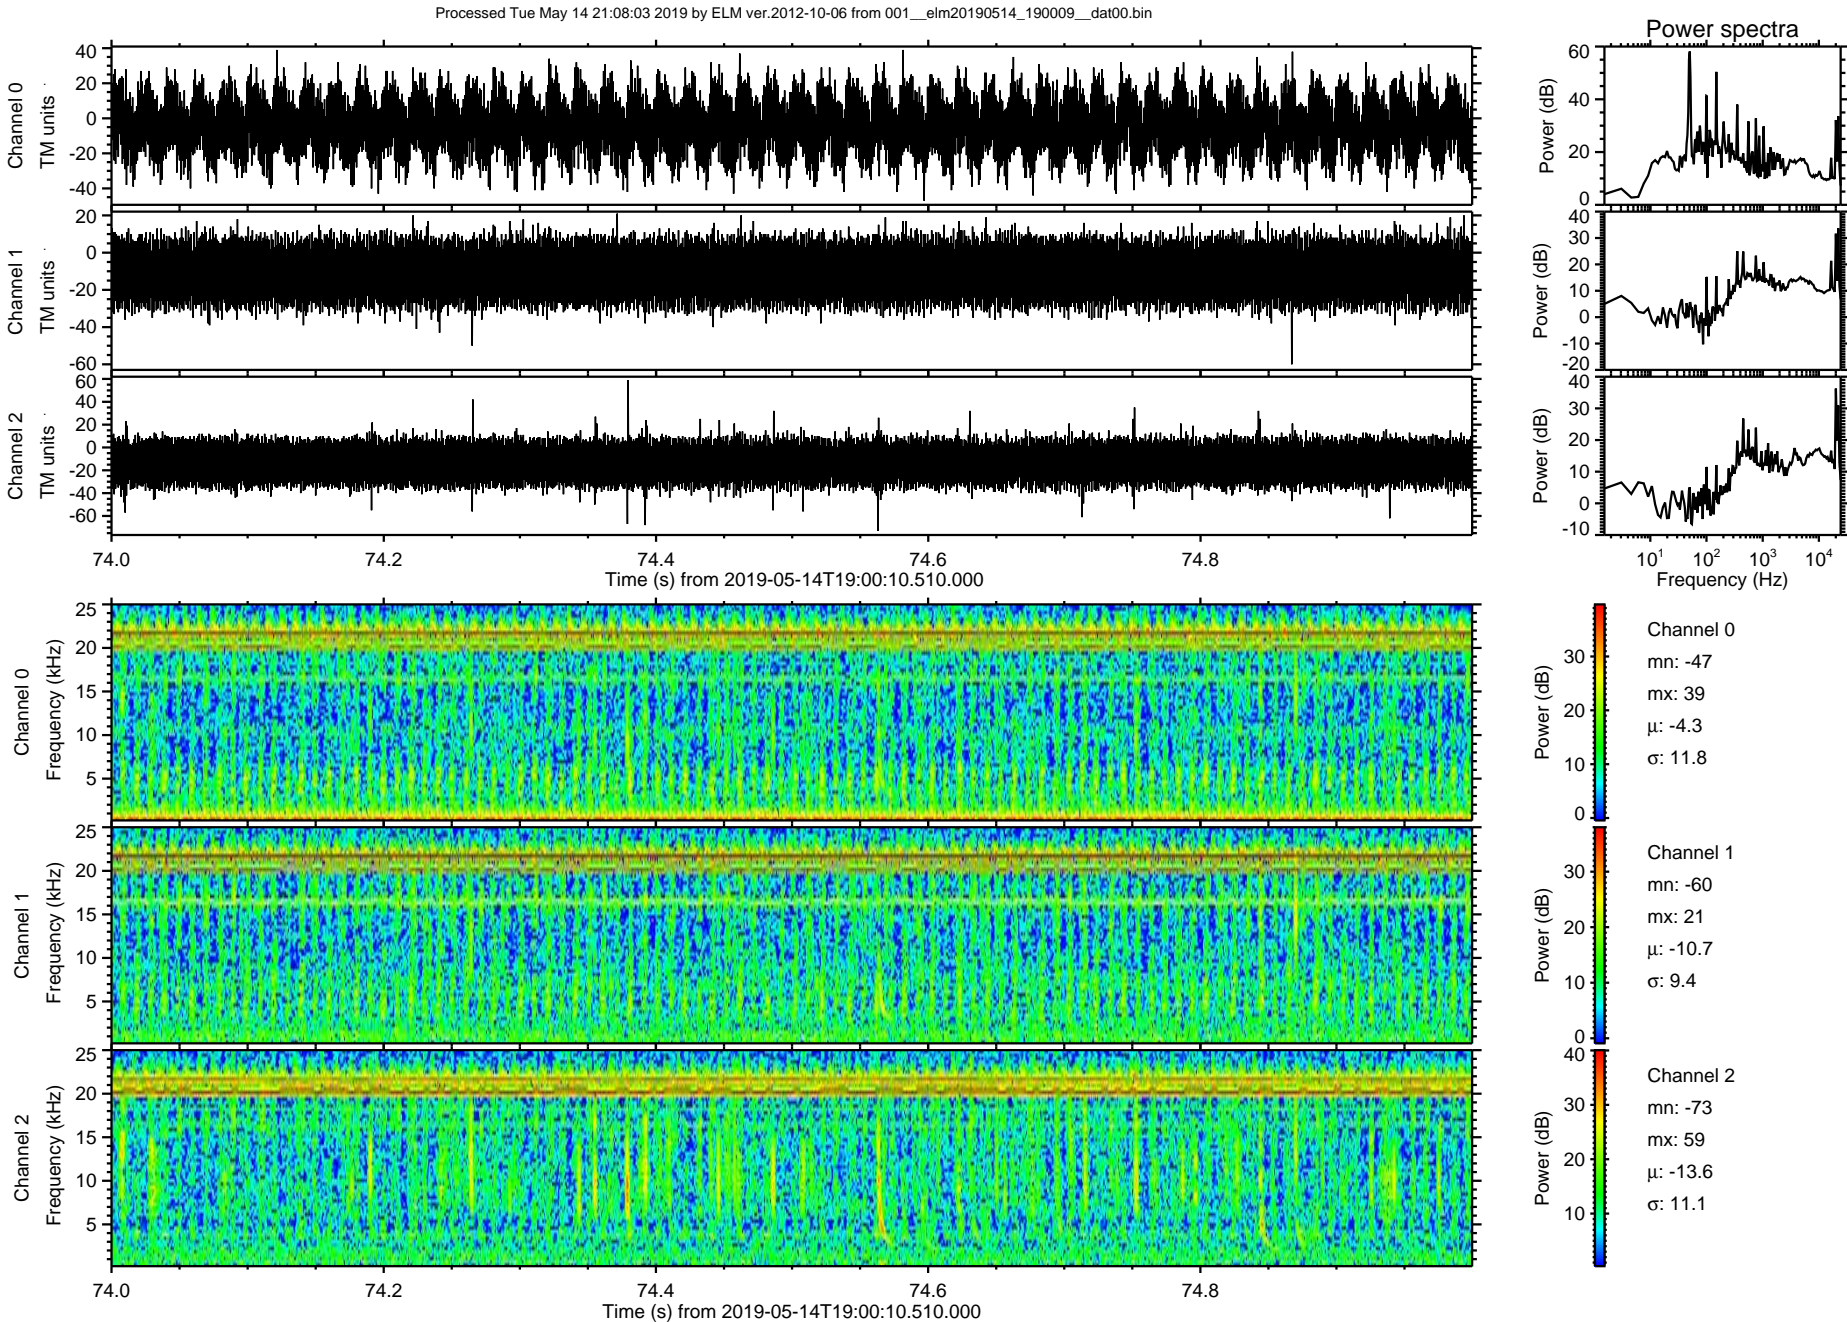 Processed Tue May 14 21:08:03 2019 by ELM ver.2012-10-06 from 001__elm20190514_190009__dat00.bin
Power spectra
Channel 0
TM units
40
20
0
-20
-40
Power (dB)
60
40
20
0
Channel 1
TM units
20
0
-20
-40
-60
Power (dB)
40
30
20
10
0
-10
-20
Channel 2
TM units
60
40
20
0
-20
-40
-60
Power (dB)
40
30
20
10
0
-10
74.0 74.2 74.4 74.6 74.8
Time (s) from 2019-05-14T19:00:10.510.000
10¹ 10² 10³ 10⁴
Frequency (Hz)
Channel 0
Frequency (kHz)
25
20
15
10
5
Power (dB)
30
20
10
0
Channel 0
mn: -47
mx: 39
μ: -4.3
σ: 11.8
Channel 1
Frequency (kHz)
25
20
15
10
5
Power (dB)
30
20
10
0
Channel 1
mn: -60
mx: 21
μ: -10.7
σ: 9.4
Channel 2
Frequency (kHz)
25
20
15
10
5
Power (dB)
40
30
20
10
Channel 2
mn: -73
mx: 59
μ: -13.6
σ: 11.1
74.0 74.2 74.4 74.6 74.8
Time (s) from 2019-05-14T19:00:10.510.000